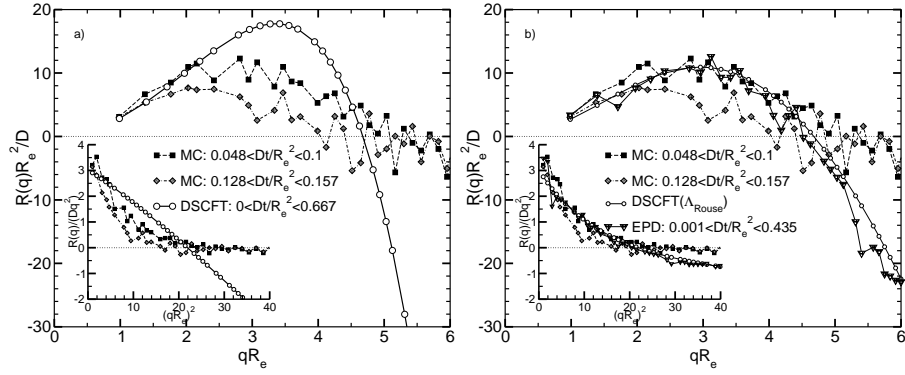 a)
20
10
0
-10
-20
-30
R(q)R_e^2/D
0 1 2 3 4 5 6
qR_e
MC: 0.048<Dt/R_e^2<0.1
MC: 0.128<Dt/R_e^2<0.157
DSCFT: 0<Dt/R_e^2<0.667
4
3
2
1
0
-1
-2
R(q)/(Dq^2)
0 10 20 30 40
(qR_e)^2
b)
20
10
0
-10
-20
-30
R(q)R_e^2/D
0 1 2 3 4 5 6
qR_e
MC: 0.048<Dt/R_e^2<0.1
MC: 0.128<Dt/R_e^2<0.157
DSCFT(Λ_Rouse)
EPD: 0.001<Dt/R_e^2<0.435
4
3
2
1
0
-1
-2
R(q)/(Dq^2)
0 10 20 30 40
(qR_e)^2